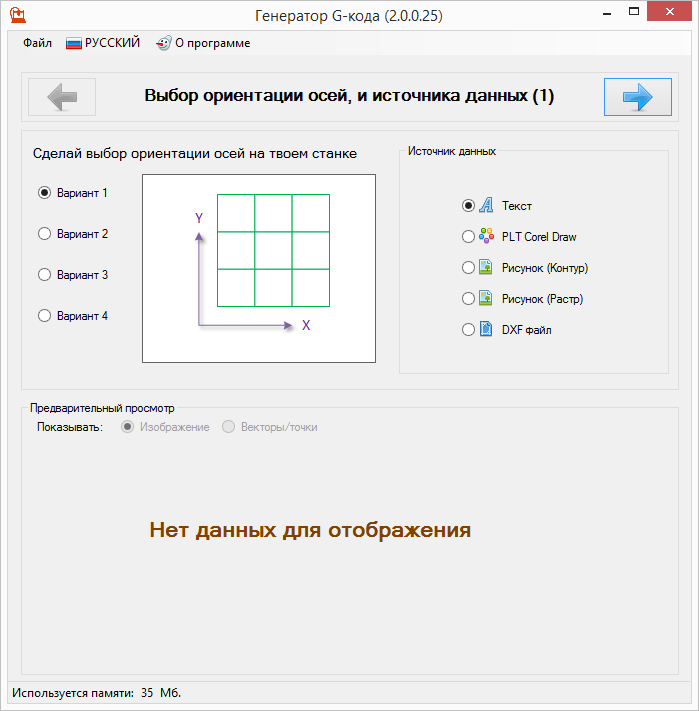 Генератор G-кода (2.0.0.25)
Файл РУССКИЙ О программе
Выбор ориентации осей, и источника данных (1)
Сделай выбор ориентации осей на твоем станке
Вариант 1
Вариант 2
Вариант 3
Вариант 4
Y
X
Источник данных
Текст
PLT Corel Draw
Рисунок (Контур)
Рисунок (Растр)
DXF файл
Предварительный просмотр
Показывать: Изображение Векторы/точки
Нет данных для отображения
Используется памяти: 35 Мб.